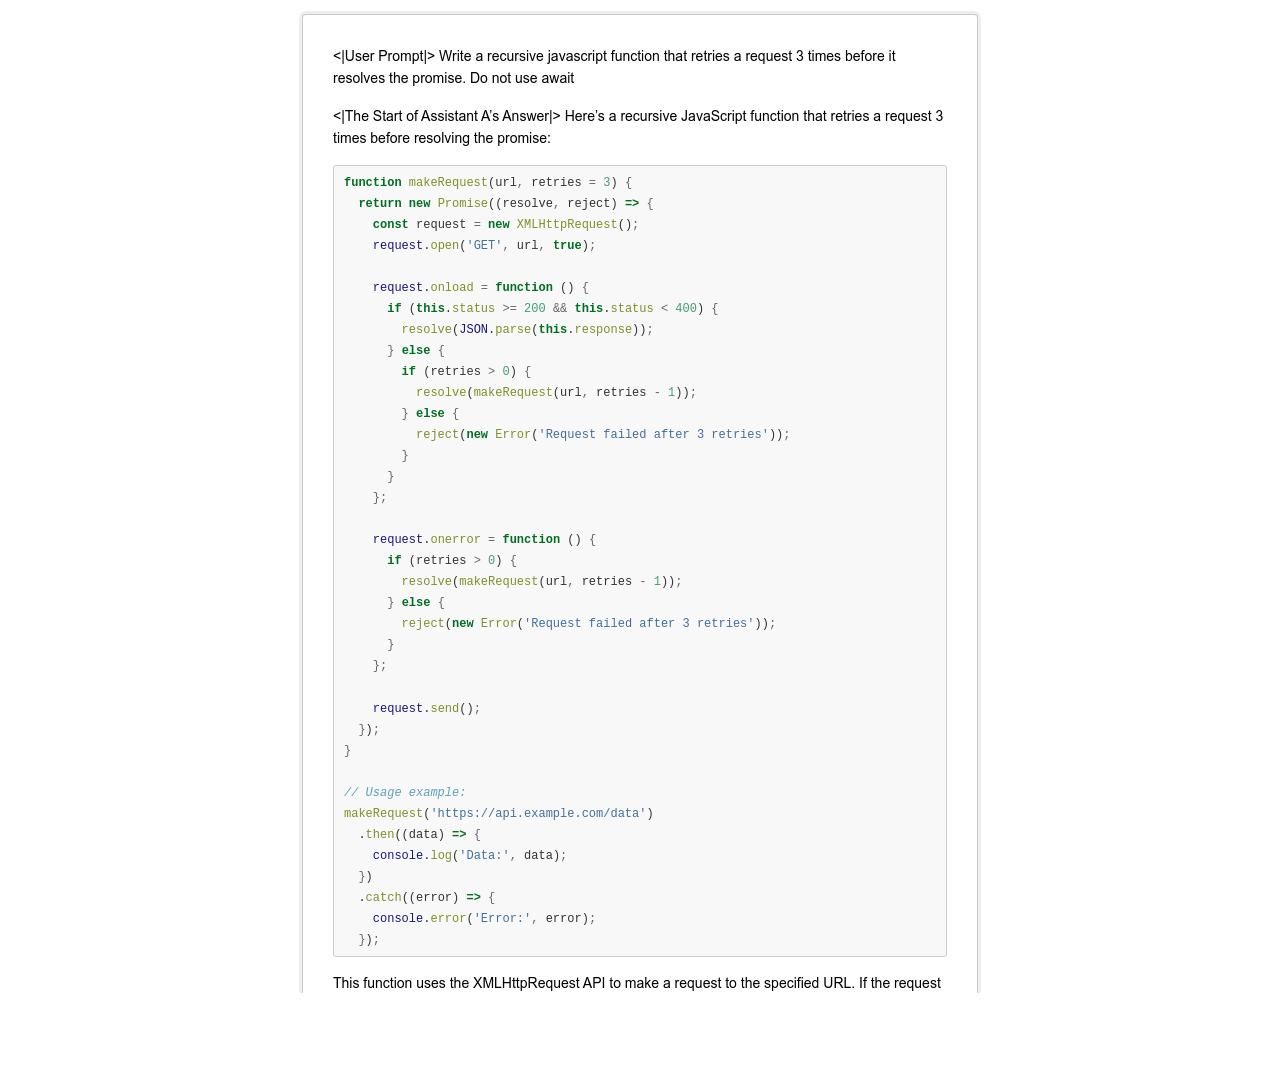 <|User Prompt|> Write a recursive javascript function that retries a request 3 times before it
resolves the promise. Do not use await
<|The Start of Assistant A’s Answer|> Here’s a recursive JavaScript function that retries a request 3
times before resolving the promise:
function makeRequest(url, retries = 3) {
  return new Promise((resolve, reject) => {
    const request = new XMLHttpRequest();
    request.open('GET', url, true);

    request.onload = function () {
      if (this.status >= 200 && this.status < 400) {
        resolve(JSON.parse(this.response));
      } else {
        if (retries > 0) {
          resolve(makeRequest(url, retries - 1));
        } else {
          reject(new Error('Request failed after 3 retries'));
        }
      }
    };

    request.onerror = function () {
      if (retries > 0) {
        resolve(makeRequest(url, retries - 1));
      } else {
        reject(new Error('Request failed after 3 retries'));
      }
    };

    request.send();
  });
}

// Usage example:
makeRequest('https://api.example.com/data')
  .then((data) => {
    console.log('Data:', data);
  })
  .catch((error) => {
    console.error('Error:', error);
  });
This function uses the XMLHttpRequest API to make a request to the specified URL. If the request